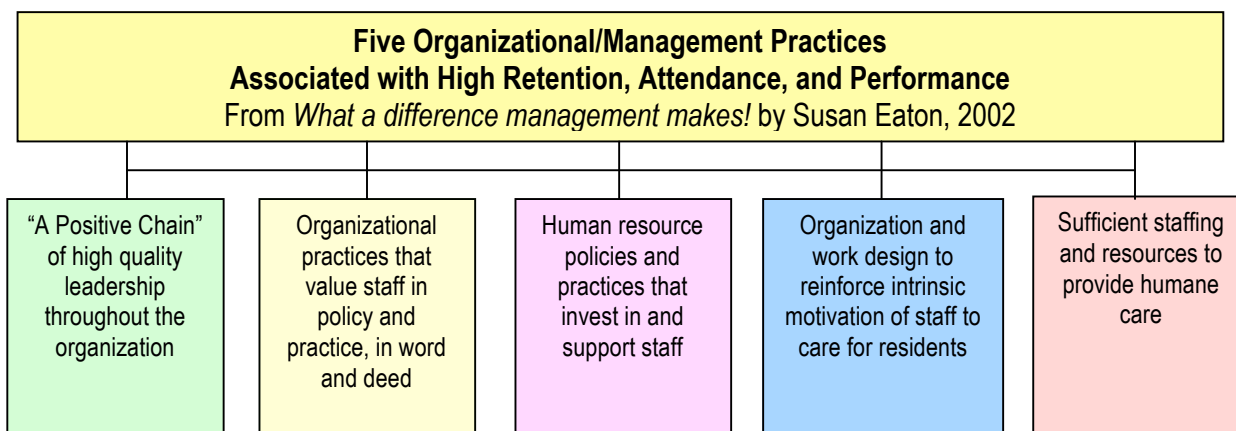 Five Organizational/Management Practices
Associated with High Retention, Attendance, and Performance
From What a difference management makes! by Susan Eaton, 2002
“A Positive Chain”
of high quality
leadership
throughout the
organization
Organizational
practices that
value staff in
policy and
practice, in word
and deed
Human resource
policies and
practices that
invest in and
support staff
Organization and
work design to
reinforce intrinsic
motivation of staff to
care for residents
Sufficient staffing
and resources to
provide humane
care